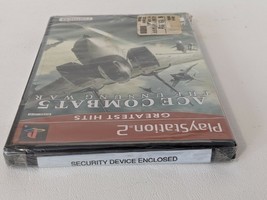 ACE COMBAT 5
THE UNSUNG WAR
GREATEST HITS
PlayStation.2
SECURITY DEVICE ENCLOSED